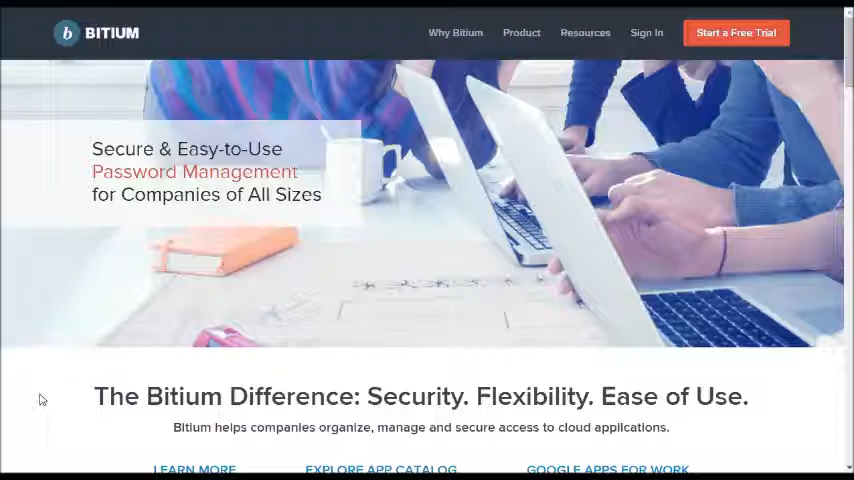 b BITIUM
Why Bitium Product Resources Sign In Start a Free Trial
Secure & Easy-to-Use
Password Management
for Companies of All Sizes
The Bitium Difference: Security. Flexibility. Ease of Use.
Bitium helps companies organize, manage and secure access to cloud applications.
LEARN MORE EXPLORE APP CATALOG GOOGLE APPS FOR WORK